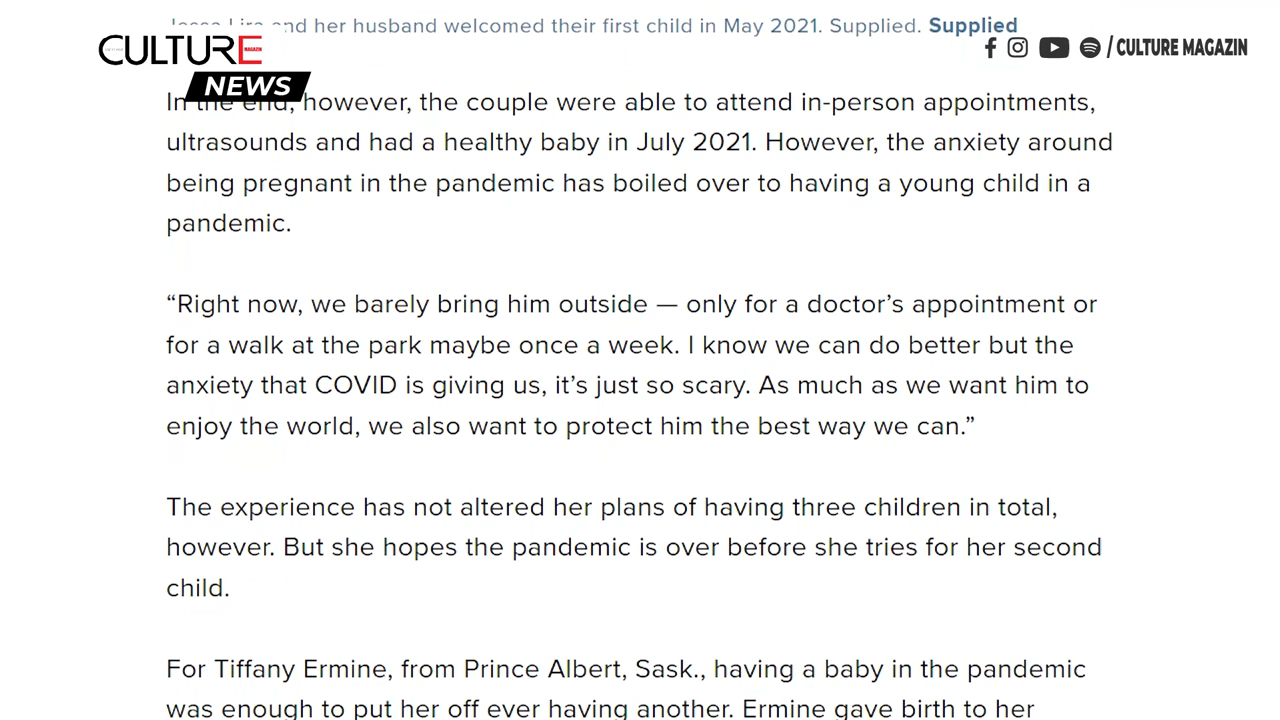 and her husband welcomed their first child in May 2021. Supplied. Supplied
CULTURE
MAGAZIN
NEWS
/ CULTURE MAGAZIN
In the end, however, the couple were able to attend in-person appointments,
ultrasounds and had a healthy baby in July 2021. However, the anxiety around
being pregnant in the pandemic has boiled over to having a young child in a
pandemic.
“Right now, we barely bring him outside — only for a doctor’s appointment or
for a walk at the park maybe once a week. I know we can do better but the
anxiety that COVID is giving us, it’s just so scary. As much as we want him to
enjoy the world, we also want to protect him the best way we can.”
The experience has not altered her plans of having three children in total,
however. But she hopes the pandemic is over before she tries for her second
child.
For Tiffany Ermine, from Prince Albert, Sask., having a baby in the pandemic
was enough to put her off ever having another. Ermine gave birth to her